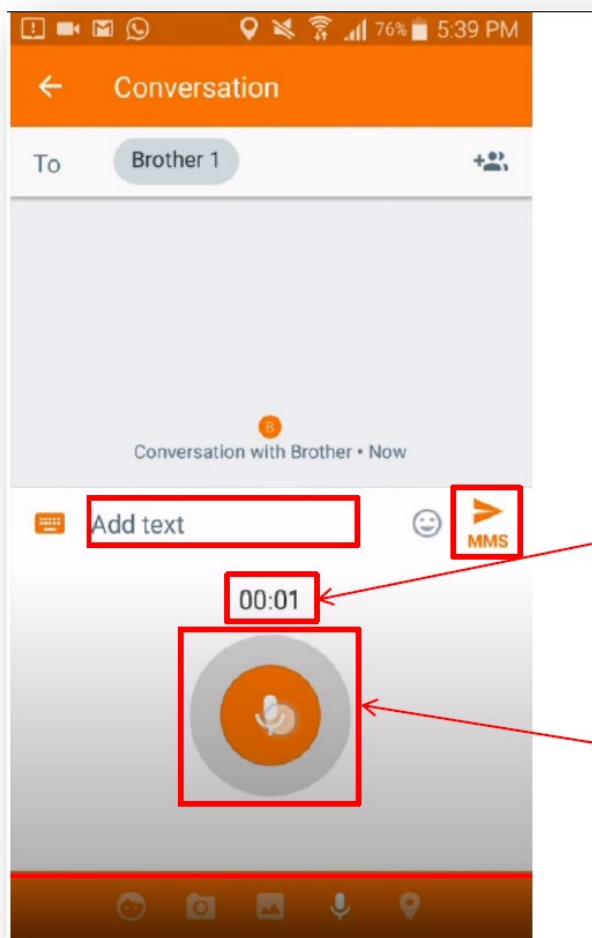 76% 5:39 PM
Conversation
To Brother 1
B
Conversation with Brother • Now
Add text
MMS
00:01